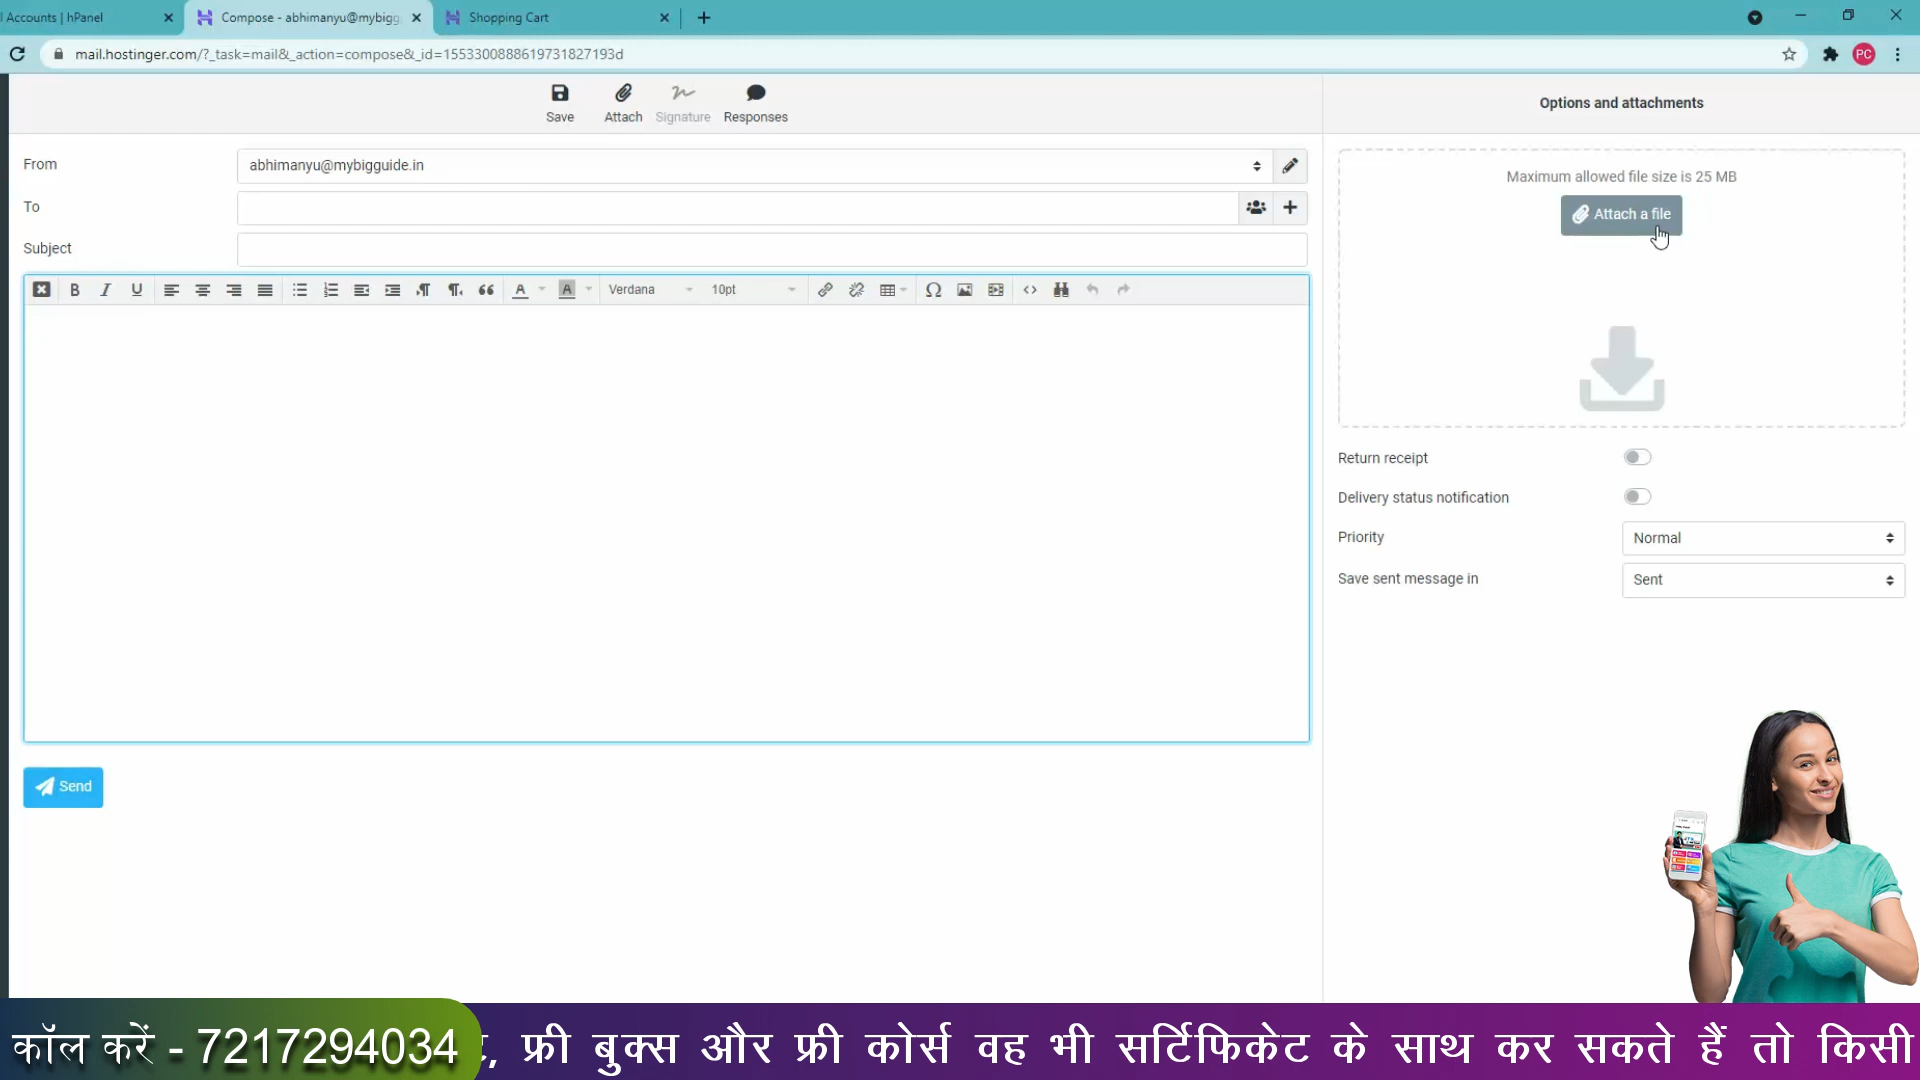 l Accounts | hPanel
Compose - abhimanyu@mybigg
Shopping Cart
mail.hostinger.com/?_task=mail&_action=compose&_id=1553300888619731827193d
PC
Save
Attach
Signature
Responses
Options and attachments
From
abhimanyu@mybigguide.in
To
Subject
Verdana
10pt
Maximum allowed file size is 25 MB
Attach a file
Return receipt
Delivery status notification
Priority
Normal
Save sent message in
Sent
Send
कॉल करें - 7217294034
, फ्री बुक्स और फ्री कोर्स वह भी सर्टिफिकेट के साथ कर सकते हैं तो किसी